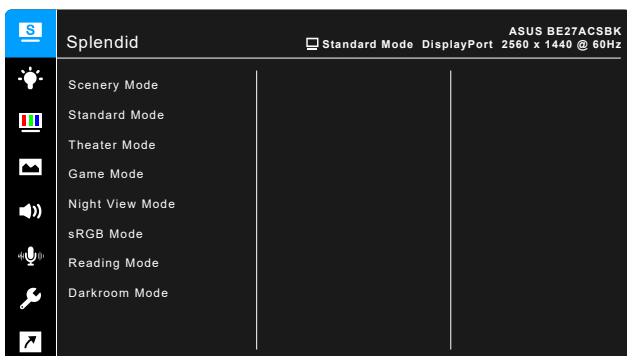 S
Splendid
ASUS BE27ACSBK
Standard Mode DisplayPort 2560 x 1440 @ 60Hz
Scenery Mode
Standard Mode
Theater Mode
Game Mode
Night View Mode
sRGB Mode
Reading Mode
Darkroom Mode